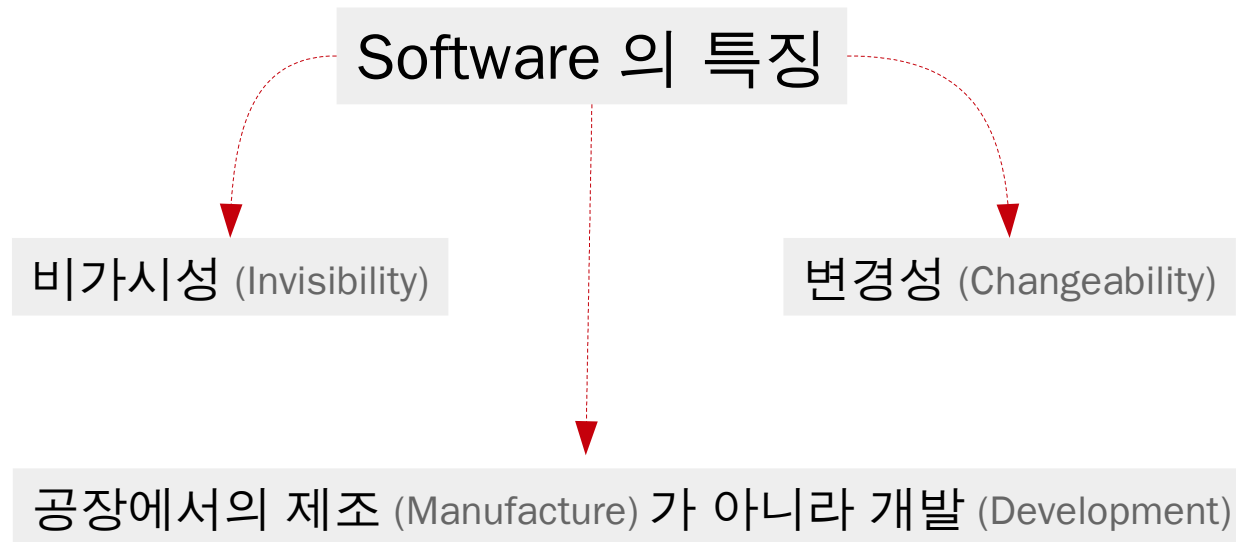 Software 의 특징
비가시성 (Invisibility)
변경성 (Changeability)
공장에서의 제조 (Manufacture) 가 아니라 개발 (Development)